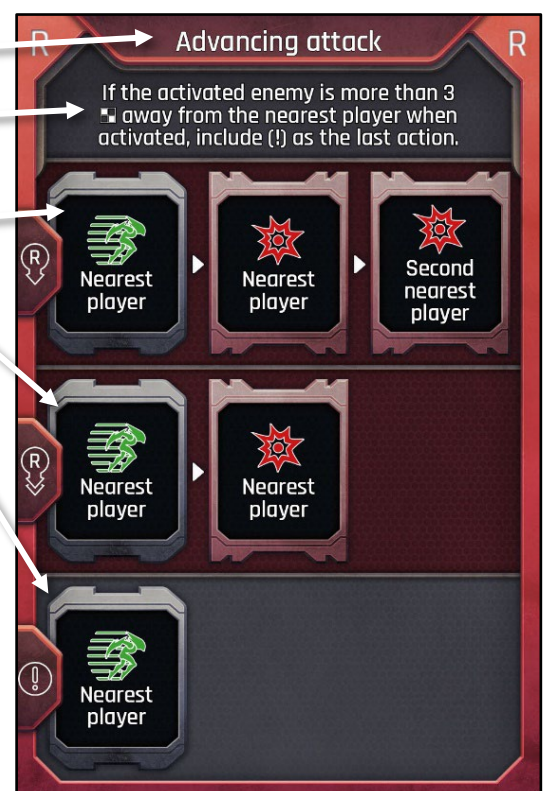 R Advancing attack R
If the activated enemy is more than 3
away from the nearest player when
activated, include (!) as the last action.
R
Nearest
player
Nearest
player
Second
nearest
player
R
Nearest
player
Nearest
player
!
Nearest
player